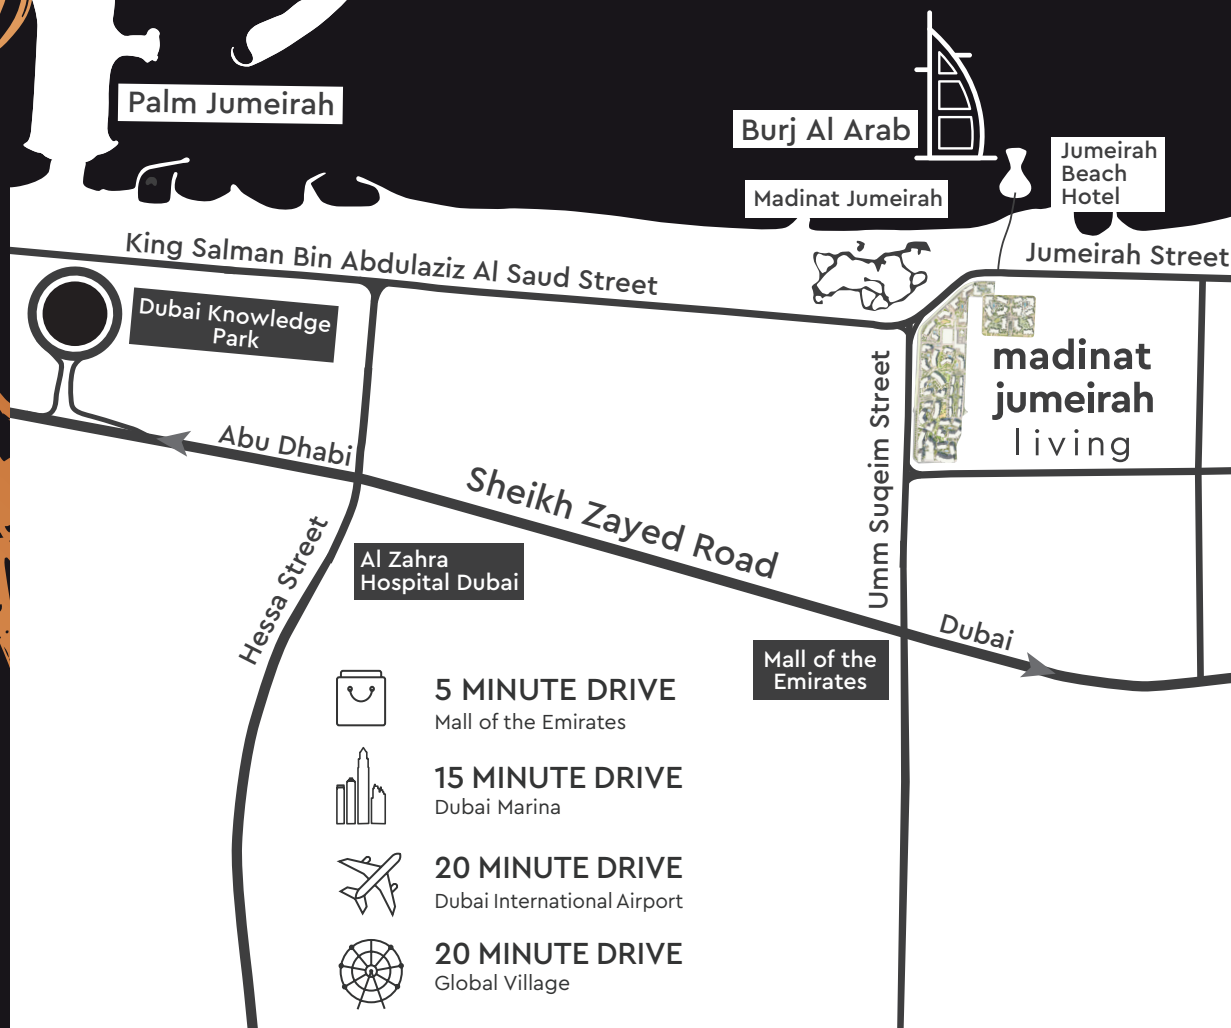 Palm Jumeirah
Burj Al Arab
Jumeirah
Beach
Hotel
Madinat Jumeirah
King Salman Bin Abdulaziz Al Saud Street
Jumeirah Street
Dubai Knowledge
Park
madinat
jumeirah
living
Umm Suqeim Street
Abu Dhabi
Sheikh Zayed Road
Hessa Street
Al Zahra
Hospital Dubai
Dubai
Mall of the
Emirates
5 MINUTE DRIVE
Mall of the Emirates
15 MINUTE DRIVE
Dubai Marina
20 MINUTE DRIVE
Dubai International Airport
20 MINUTE DRIVE
Global Village